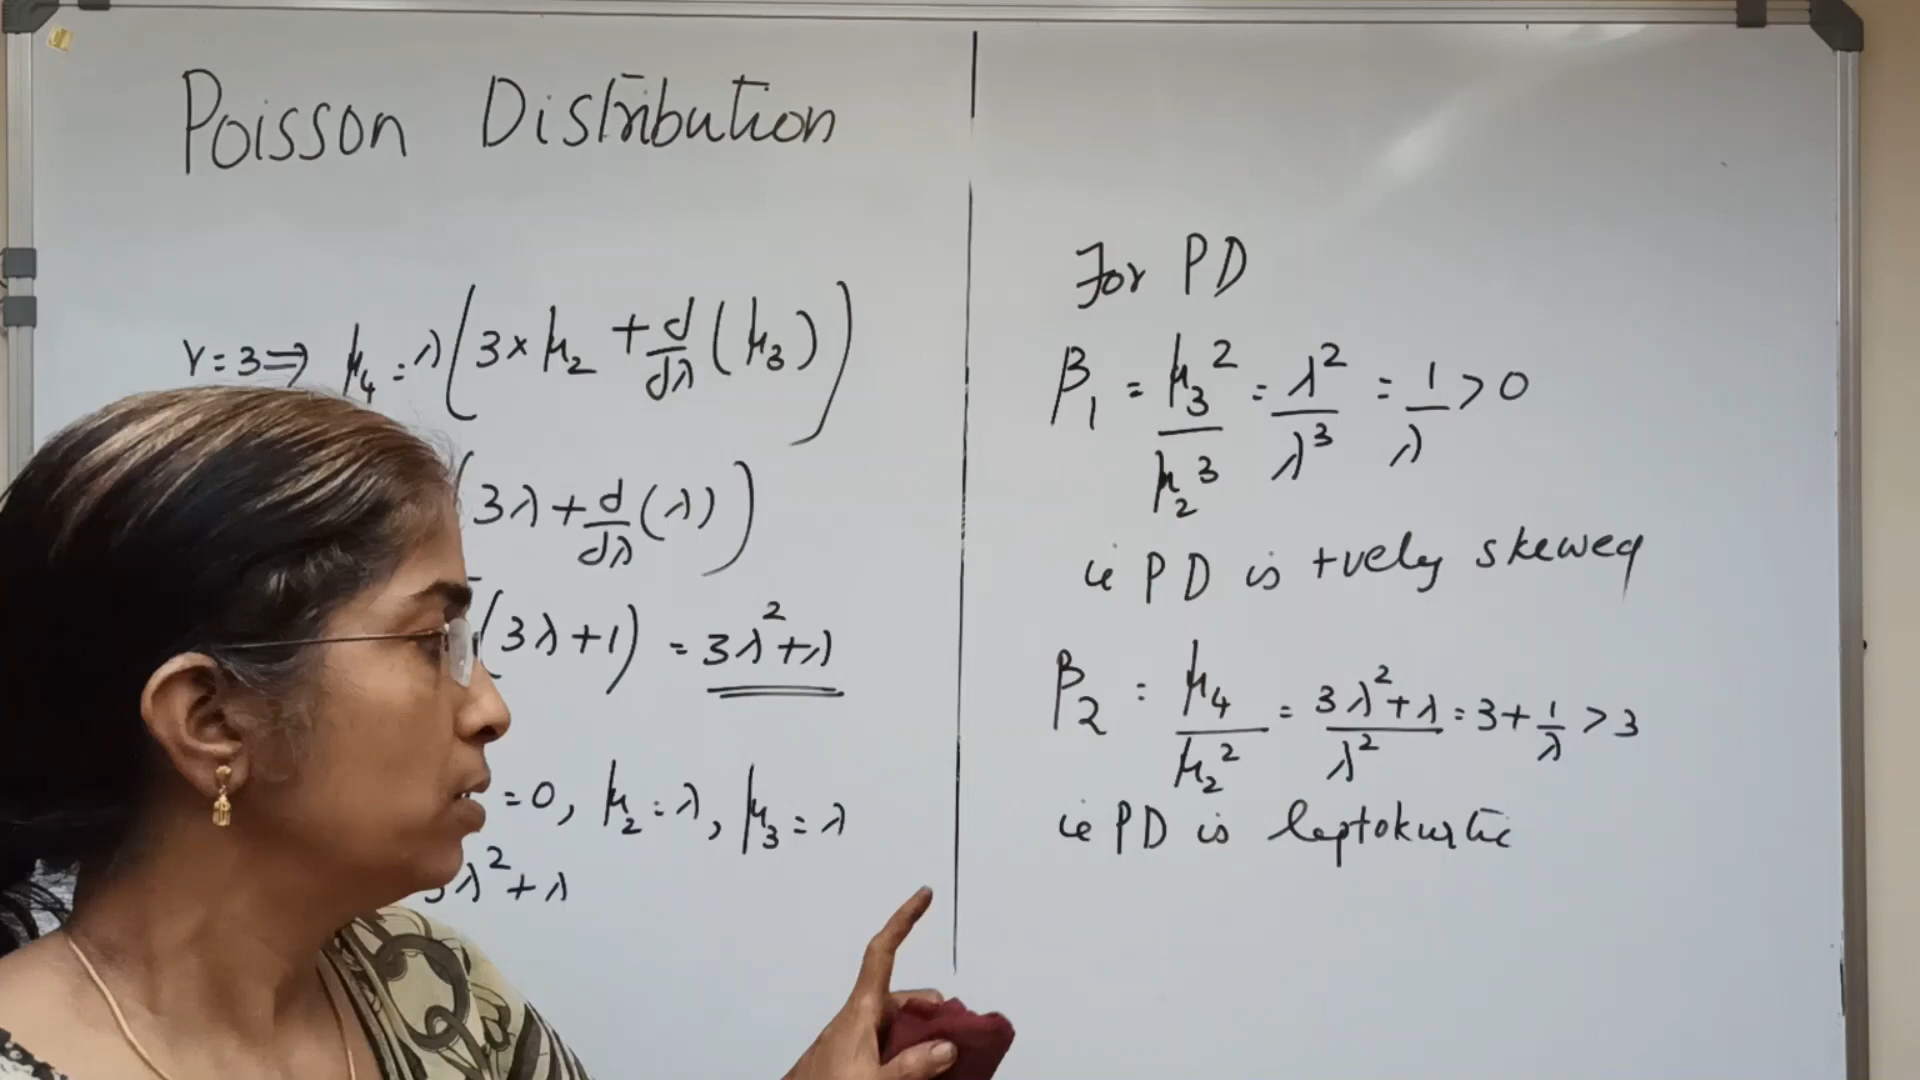 Poisson Distribution
r = 3 ⇒ μ₄ = λ(3 × μ₂ + d/dλ (μ₃))
(3λ + d/dλ (λ))
(3λ + 1) = 3λ² + λ
= 0, μ₂ = λ, μ₃ = λ
3λ² + λ
For PD
β₁ = μ₃²/μ₂³ = λ²/λ³ = 1/λ > 0
ie PD is +vely skewed
β₂ = μ₄/μ₂² = 3λ² + λ/λ² = 3 + 1/λ > 3
ie PD is leptokurtic